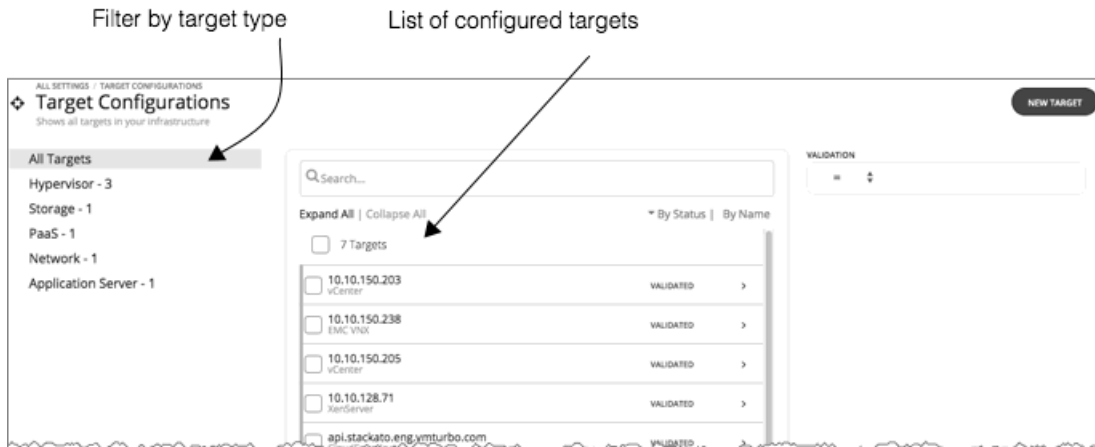 Filter by target type
List of configured targets
ALL SETTINGS / TARGET CONFIGURATIONS
Target Configurations
Shows all targets in your infrastructure
NEW TARGET
All Targets
Hypervisor - 3
Storage - 1
PaaS - 1
Network - 1
Application Server - 1
Search...
Expand All | Collapse All
By Status | By Name
7 Targets
10.10.150.203
vCenter
VALIDATED
10.10.150.238
EMC VNX
VALIDATED
10.10.150.205
vCenter
VALIDATED
10.10.128.71
XenServer
VALIDATED
api.stackato.eng.vmturbo.com
VALIDATED
VALIDATION
=